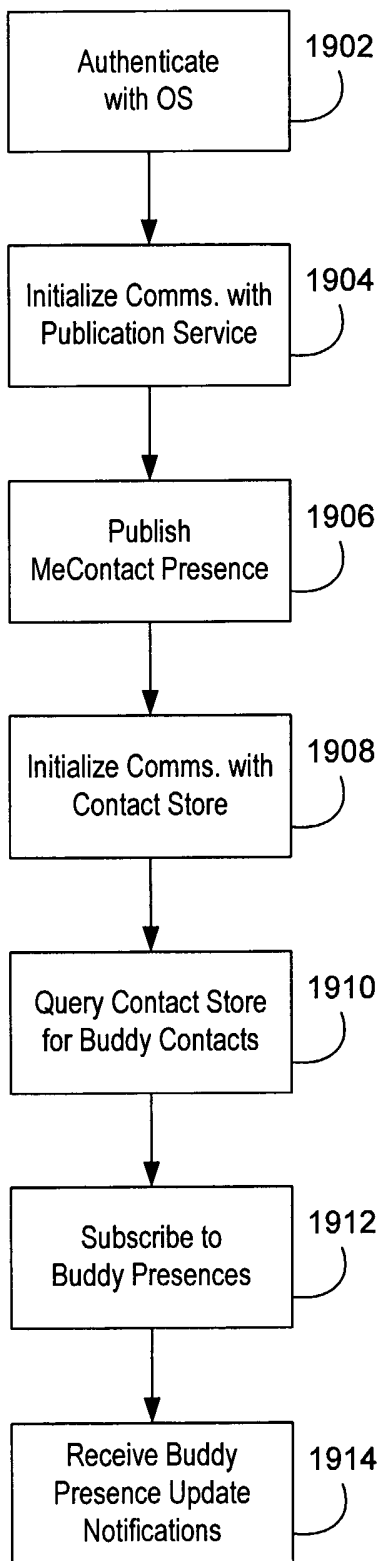 Authenticate
with OS
1902
Initialize Comms. with
Publication Service
1904
Publish
MeContact Presence
1906
Initialize Comms. with
Contact Store
1908
Query Contact Store
for Buddy Contacts
1910
Subscribe to
Buddy Presences
1912
Receive Buddy
Presence Update
Notifications
1914